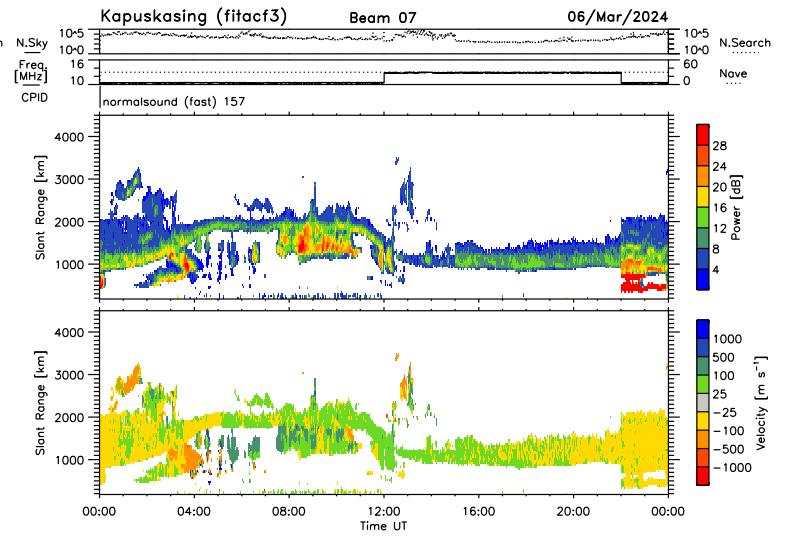 Kapuskasing (fitacf3) Beam 07 06/Mar/2024
n N.Sky 10^5 10^0 10^5 10^0 N.Search
Freq. [MHz] 16 10 60 0 Nave
CPID normalsound (fast) 157
Slant Range [km] 4000 3000 2000 1000
28 24 20 16 12 8 4 Power [dB]
Slant Range [km] 4000 3000 2000 1000
1000 500 100 25 -25 -100 -500 -1000 Velocity [m s⁻¹]
00:00 04:00 08:00 12:00 16:00 20:00 00:00
Time UT